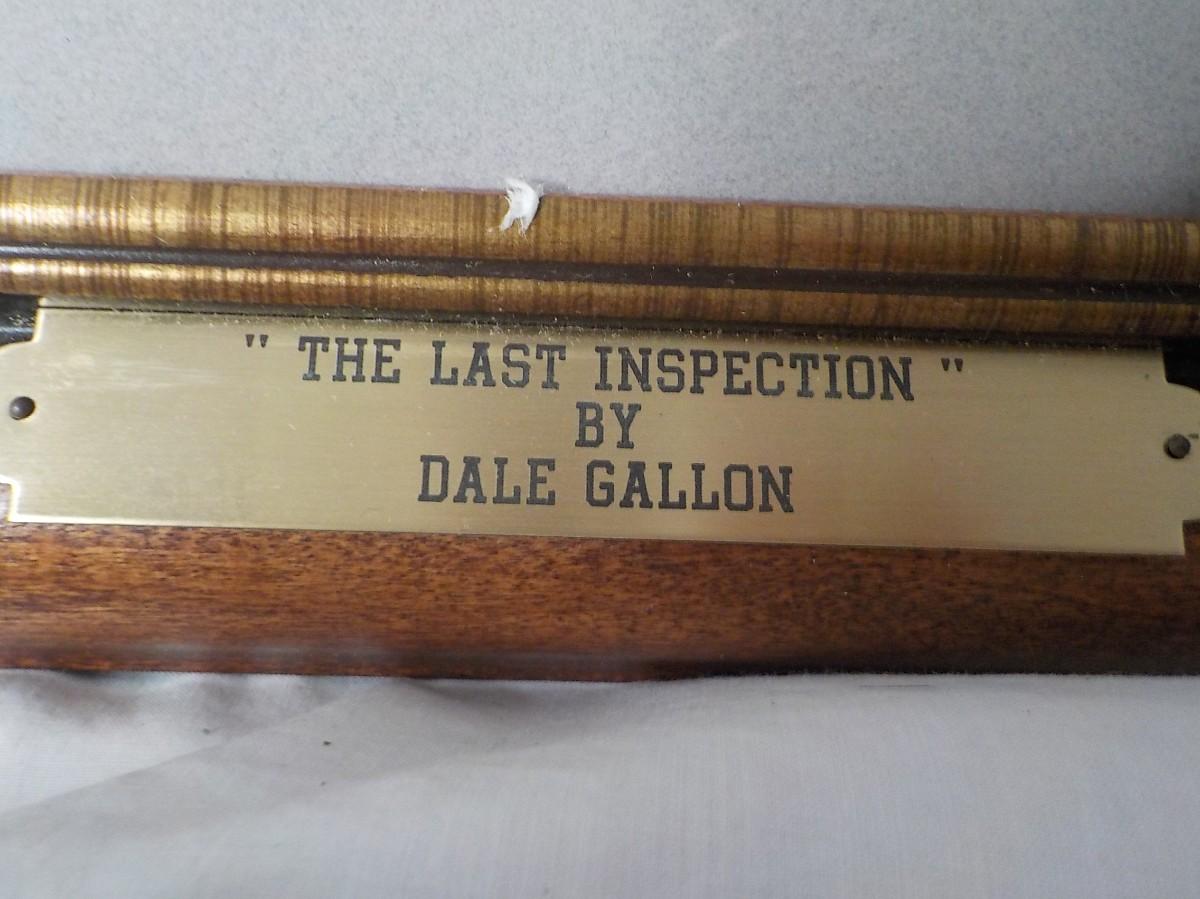 " THE LAST INSPECTION "
BY
DALE GALLON